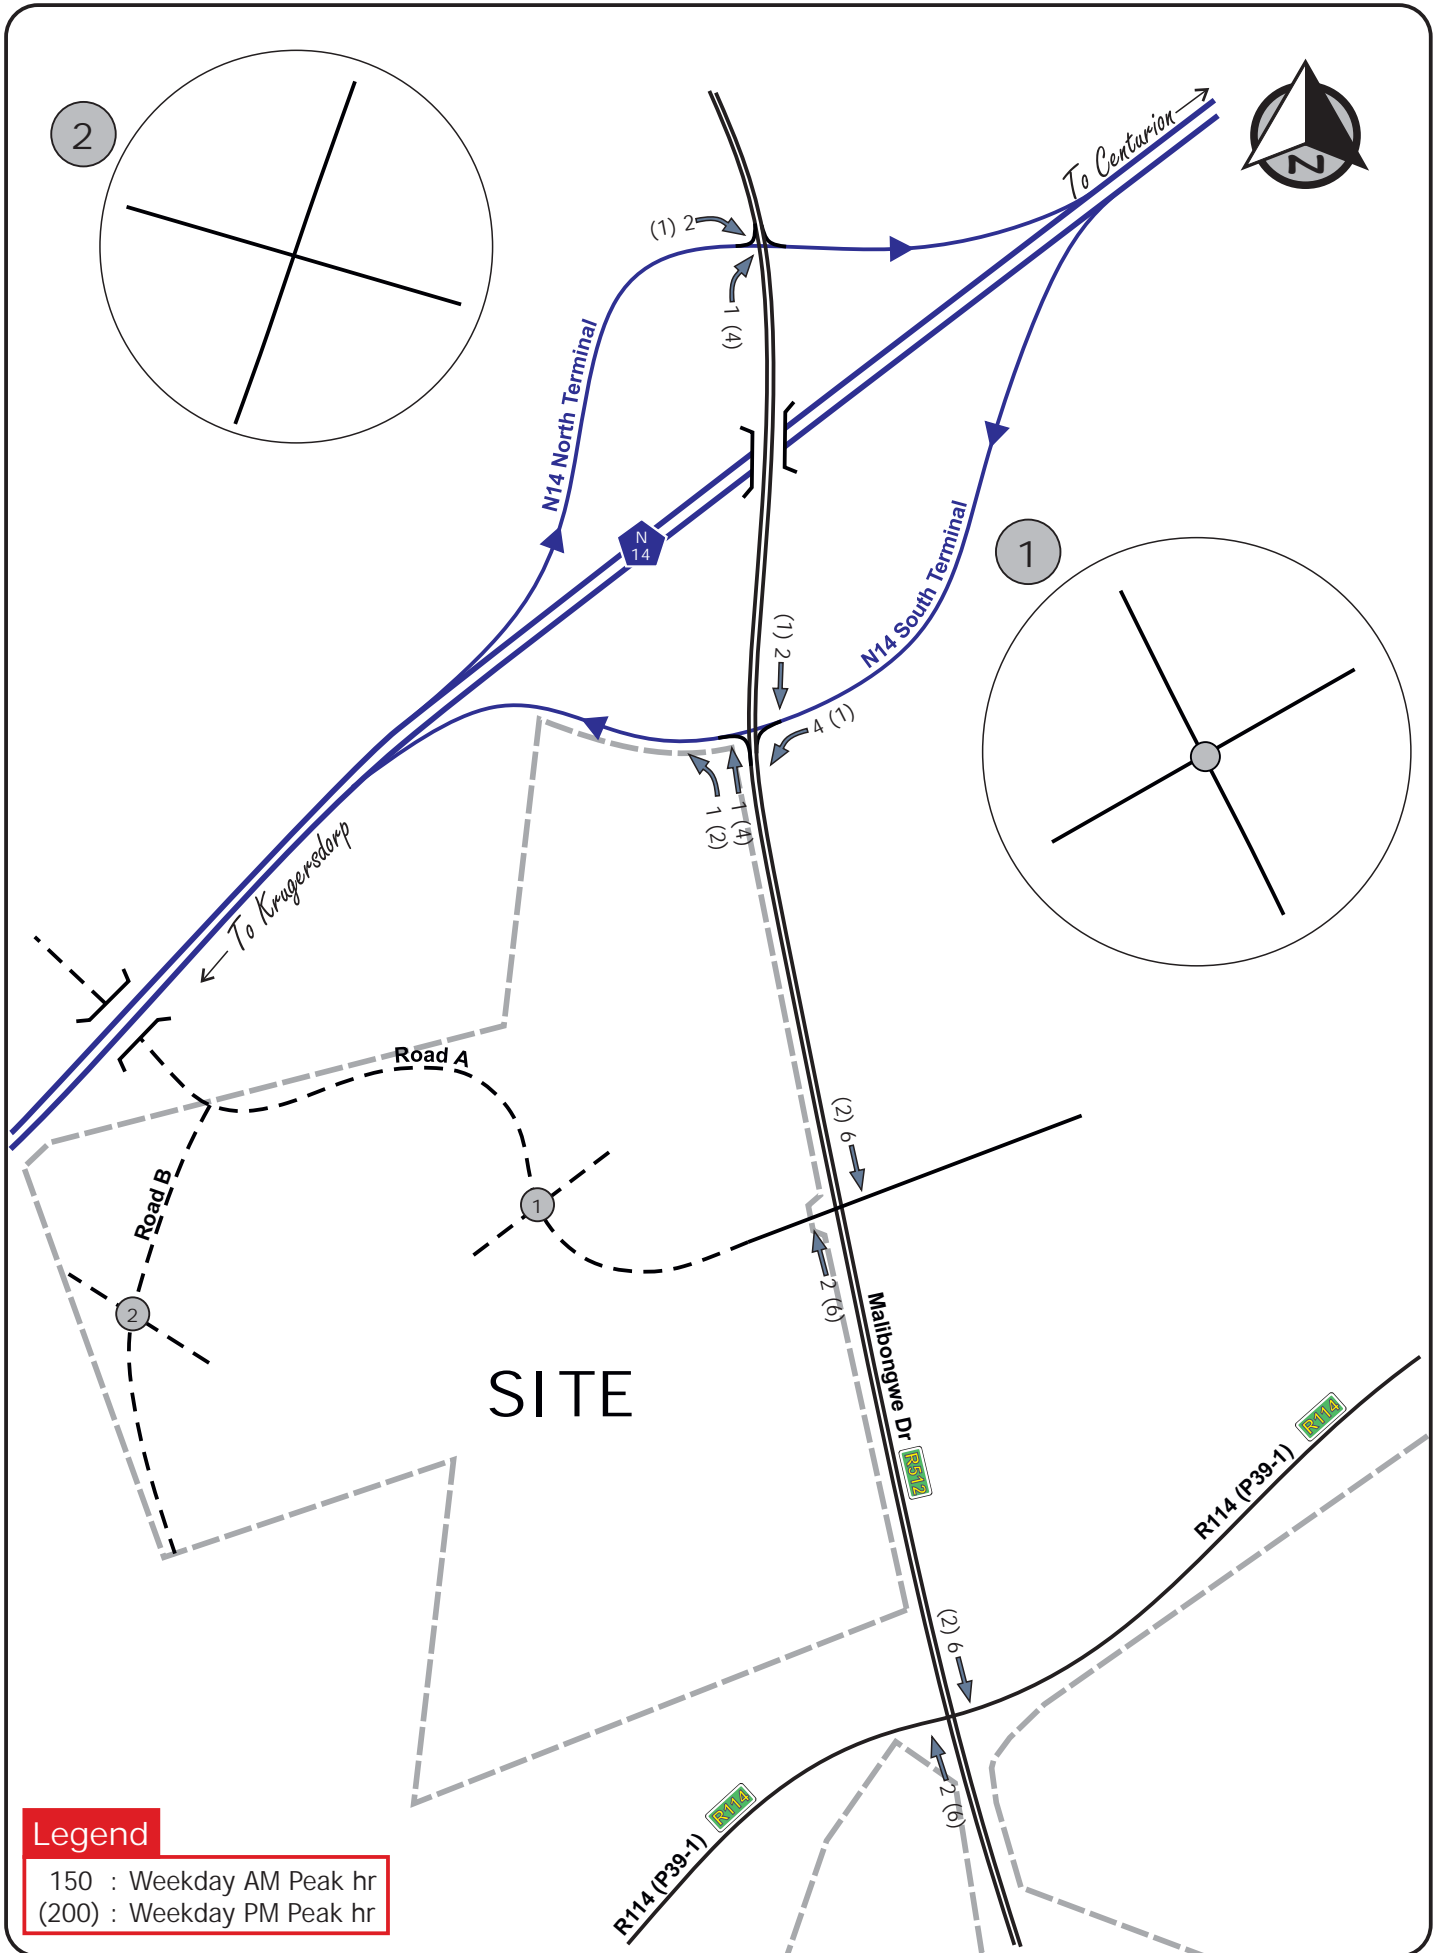 2
To Centurion
N
(1) 2
1 (4)
N14 North Terminal
N
14
1
N14 South Terminal
(1) 2
4 (1)
1 (2)
1 (4)
To Krugersdorp
Road A
(2) 6
Road B
1
2
2 (6)
Malibongwe Dr
SITE
R114
R512
R114 (P39-1)
(2) 6
R114
2 (6)
R114 (P39-1)
Legend
150 : Weekday AM Peak hr
(200) : Weekday PM Peak hr